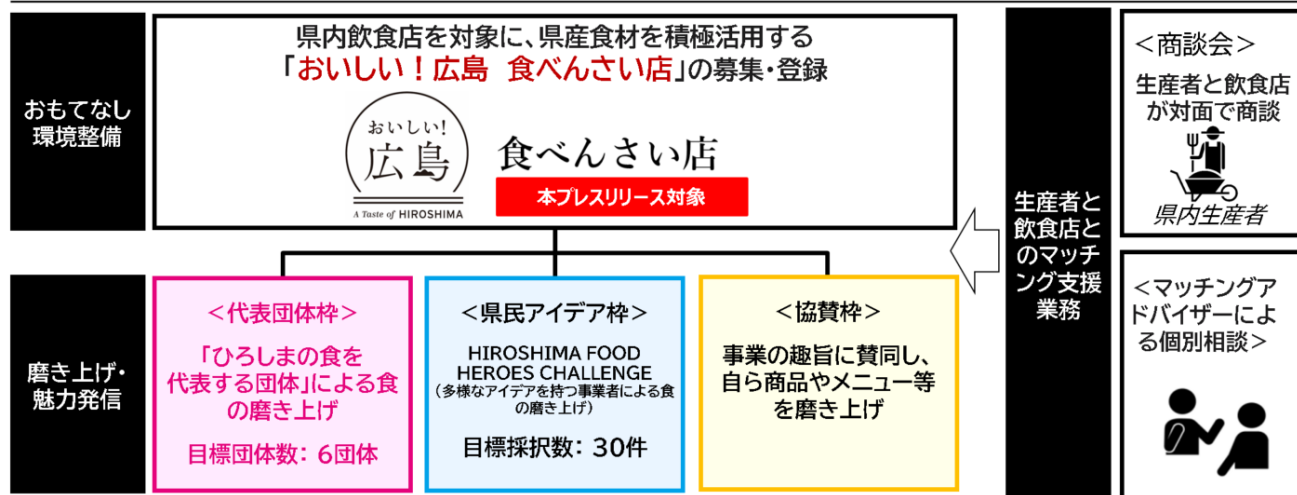 おもてなし
環境整備
県内飲食店を対象に、県産食材を積極活用する
「おいしい！広島　食べんさい店」の募集・登録
おいしい！
広島
A Taste of HIROSHIMA
食べんさい店
本プレスリリース対象
磨き上げ・
魅力発信
＜代表団体枠＞
「ひろしまの食を
代表する団体」による食
の磨き上げ
目標団体数： 6団体
＜県民アイデア枠＞
HIROSHIMA FOOD
HEROES CHALLENGE
（多様なアイデアを持つ事業者による食
の磨き上げ）
目標採択数： 30件
＜協賛枠＞
事業の趣旨に賛同し、
自ら商品やメニュー等
を磨き上げ
生産者と
飲食店と
のマッチ
ング支援
業務
＜商談会＞
生産者と飲食店
が対面で商談
県内生産者
＜マッチングア
ドバイザーによ
る個別相談＞